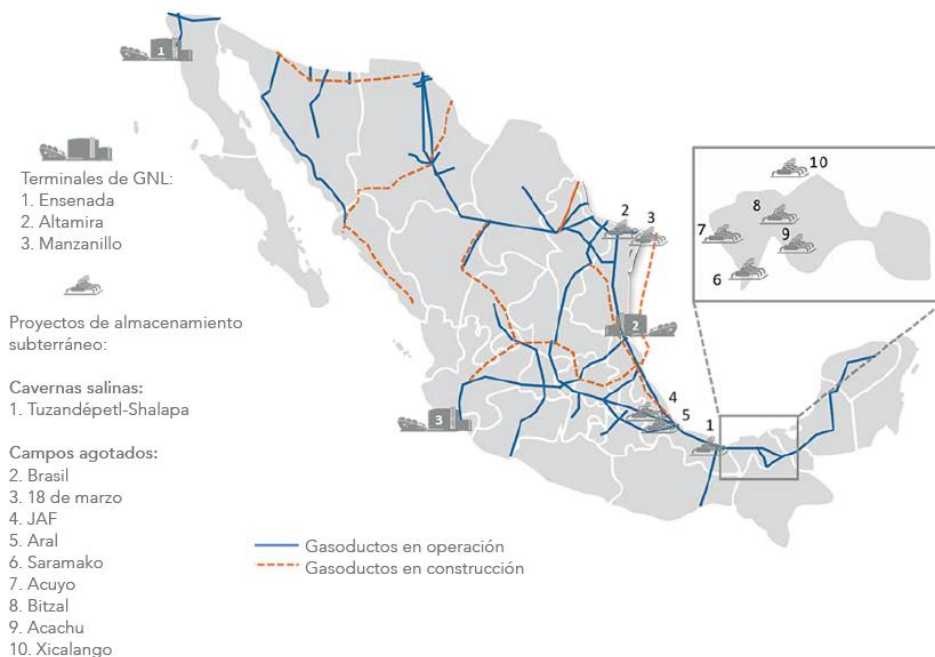 1
Terminales de GNL:
1. Ensenada
2. Altamira
3. Manzanillo
Proyectos de almacenamiento
subterráneo:
Cavernas salinas:
1. Tuzandépetl-Shalapa
Campos agotados:
2. Brasil
3. 18 de marzo
4. JAF
5. Aral
6. Saramako
7. Acuyo
8. Bitzal
9. Acachu
10. Xicalango
Gasoductos en operación
Gasoductos en construcción
2
3
2
3
4
5
1
10
8
7
9
6